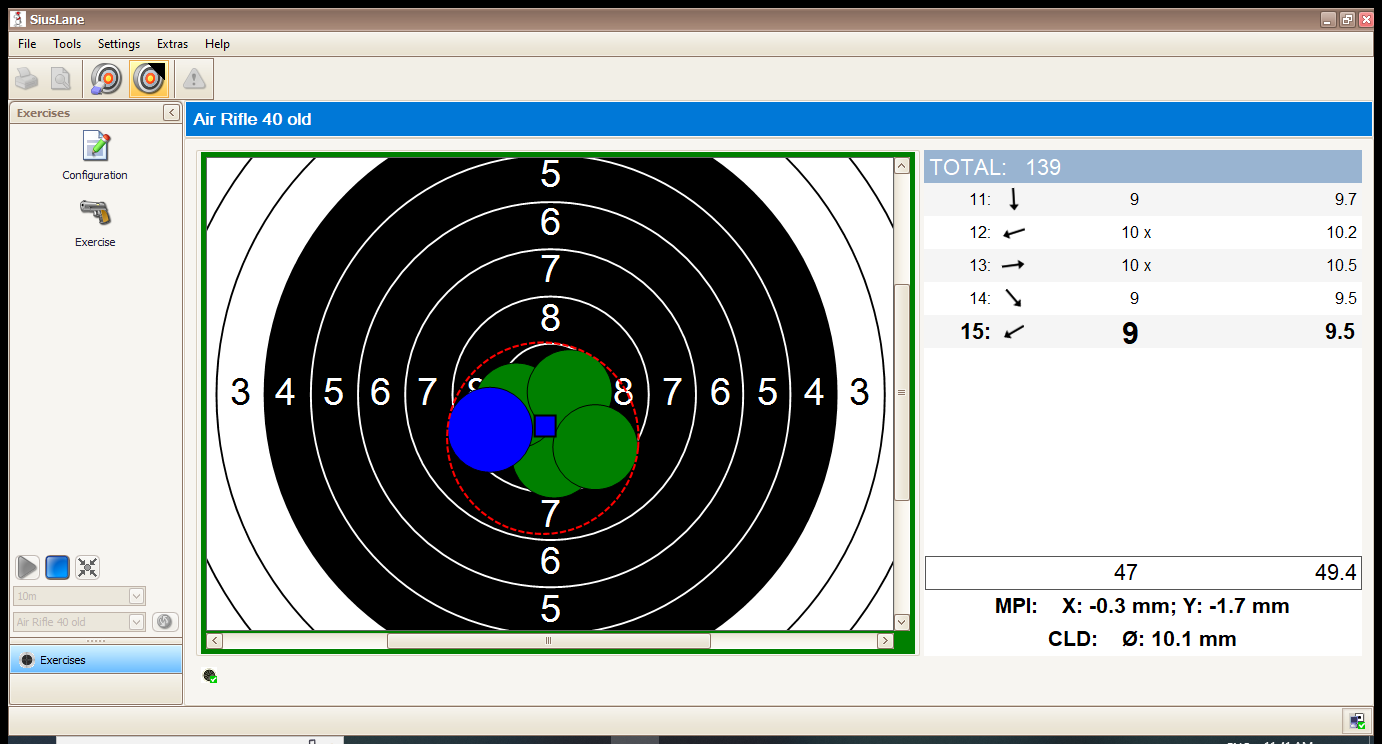 SiusLane
File Tools Settings Extras Help
Exercises
Configuration
Exercise
10m
Air Rifle 40 old
Exercises
Air Rifle 40 old
5
6
7
8
3 4 5 6 7 8 7 6 5 4 3
7
6
5
TOTAL: 139
11: 9 9.7
12: 10 x 10.2
13: 10 x 10.5
14: 9 9.5
15: 9 9.5
47 49.4
MPI: X: -0.3 mm; Y: -1.7 mm
CLD: Ø: 10.1 mm